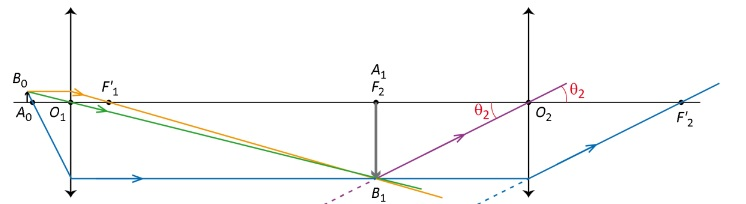 B₀
A₀
O₁
F'₁
A₁
F₂
B₁
θ₂
θ₂
O₂
F'₂